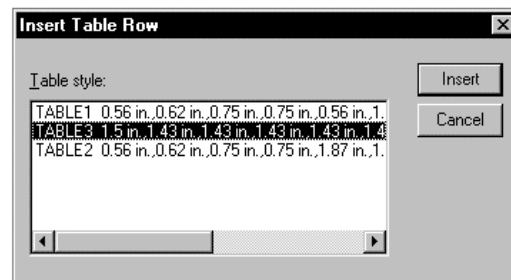 Insert Table Row
Table style:
Insert
TABLE1 0.56 in.,0.62 in.,0.75 in.,0.75 in.,0.56 in.,1.
TABLE3 1.5 in.,1.43 in.,1.43 in.,1.43 in.,1.43 in.,1.4
Cancel
TABLE2 0.56 in.,0.62 in.,0.75 in.,0.75 in.,1.87 in.,1.